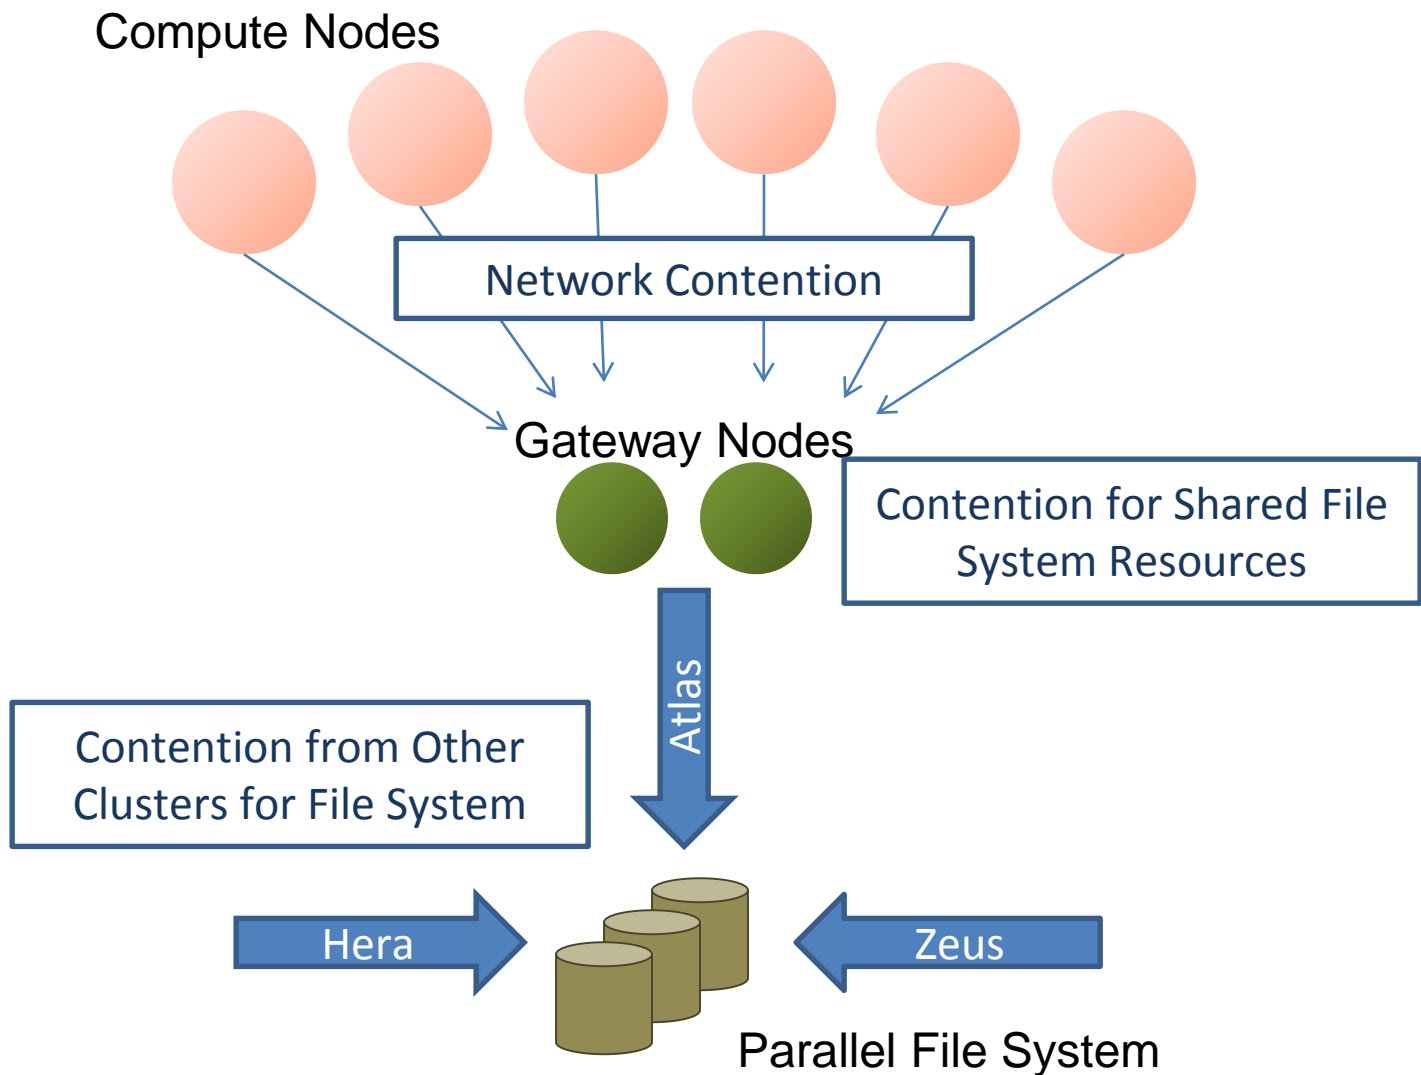 Compute Nodes
Network Contention
Gateway Nodes
Contention for Shared File
System Resources
Atlas
Contention from Other
Clusters for File System
Hera
Zeus
Parallel File System